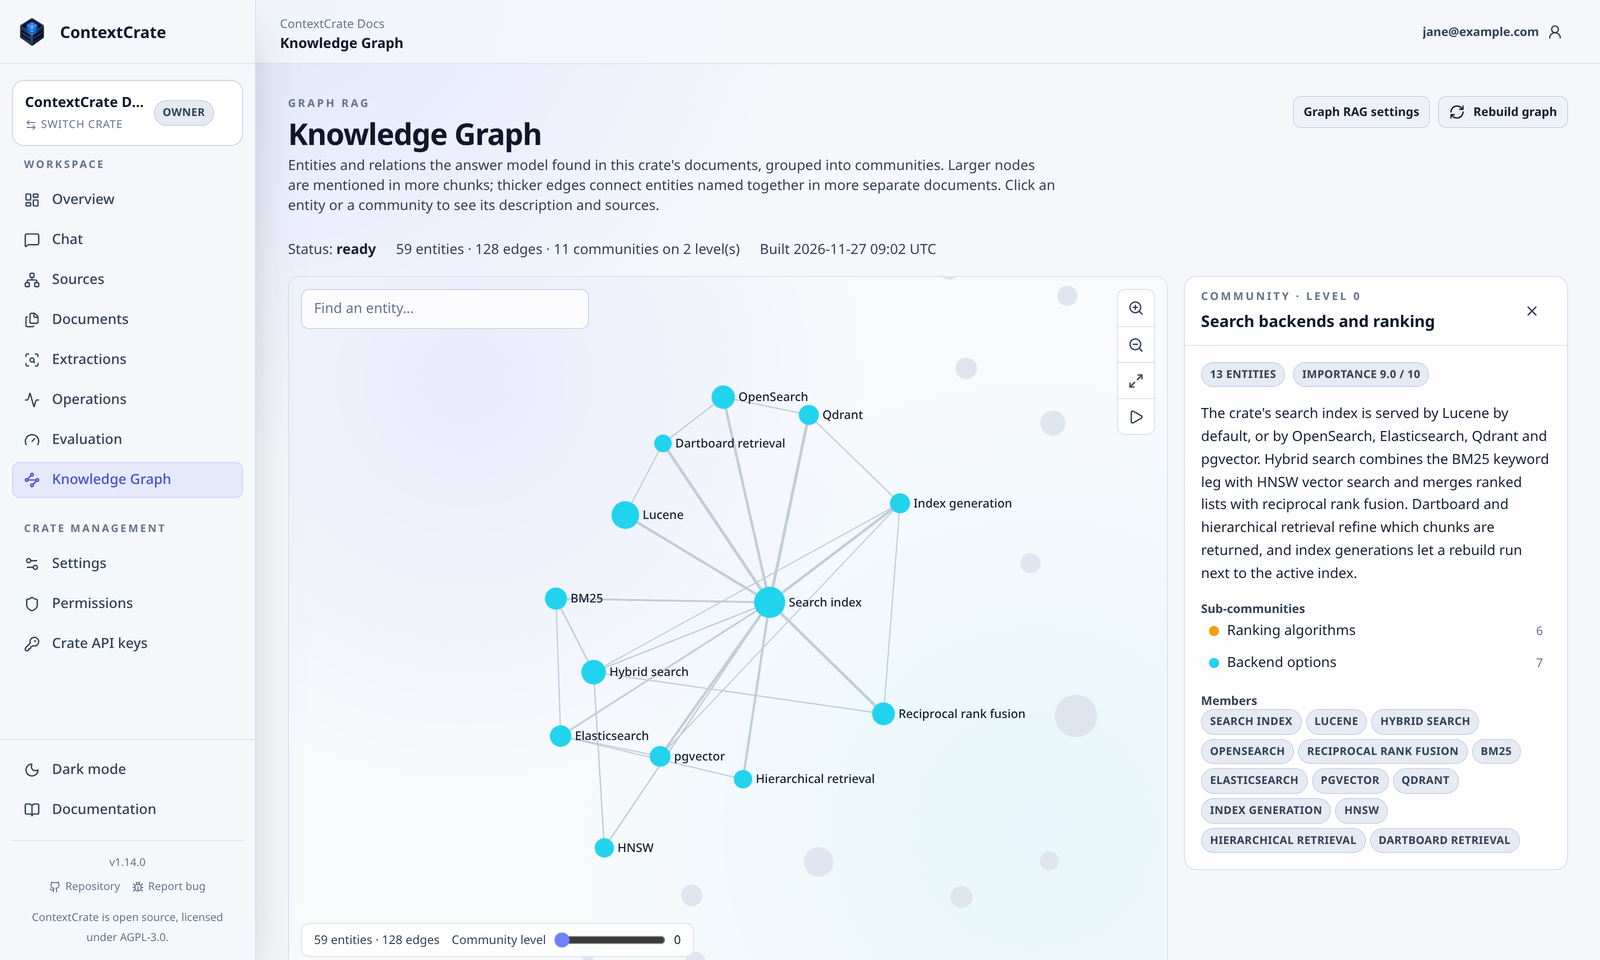 ContextCrate
ContextCrate Docs
Knowledge Graph
jane@example.com
ContextCrate D...
OWNER
SWITCH CRATE
WORKSPACE
Overview
Chat
Sources
Documents
Extractions
Operations
Evaluation
Knowledge Graph
CRATE MANAGEMENT
Settings
Permissions
Crate API keys
Dark mode
Documentation
v1.14.0
Repository
Report bug
ContextCrate is open source, licensed
under AGPL-3.0.
GRAPH RAG
Knowledge Graph
Entities and relations the answer model found in this crate's documents, grouped into communities. Larger nodes
are mentioned in more chunks; thicker edges connect entities named together in more separate documents. Click an
entity or a community to see its description and sources.
Graph RAG settings
Rebuild graph
Status: ready
59 entities · 128 edges · 11 communities on 2 level(s)
Built 2026-11-27 09:02 UTC
Find an entity...
OpenSearch
Qdrant
Dartboard retrieval
Index generation
Lucene
BM25
Search index
Hybrid search
Reciprocal rank fusion
Elasticsearch
pgvector
Hierarchical retrieval
HNSW
59 entities · 128 edges
Community level
0
COMMUNITY · LEVEL 0
Search backends and ranking
13 ENTITIES
IMPORTANCE 9.0 / 10
The crate's search index is served by Lucene by
default, or by OpenSearch, Elasticsearch, Qdrant and
pgvector. Hybrid search combines the BM25 keyword
leg with HNSW vector search and merges ranked
lists with reciprocal rank fusion. Dartboard and
hierarchical retrieval refine which chunks are
returned, and index generations let a rebuild run
next to the active index.
Sub-communities
Ranking algorithms 6
Backend options 7
Members
SEARCH INDEX LUCENE HYBRID SEARCH
OPENSEARCH RECIPROCAL RANK FUSION BM25
ELASTICSEARCH PGVECTOR QDRANT
INDEX GENERATION HNSW
HIERARCHICAL RETRIEVAL DARTBOARD RETRIEVAL